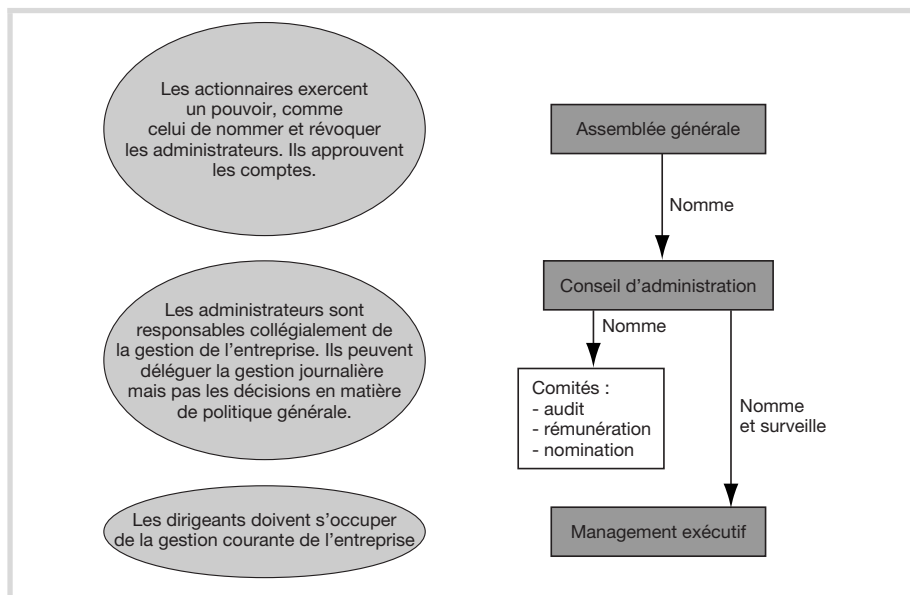 Les actionnaires exercent
un pouvoir, comme
celui de nommer et révoquer
les administrateurs. Ils approuvent
les comptes.
Assemblée générale
Nomme
Conseil d’administration
Les administrateurs sont
responsables collégialement de
la gestion de l’entreprise. Ils peuvent
déléguer la gestion journalière
mais pas les décisions en matière
de politique générale.
Nomme
Comités :
- audit
- rémunération
- nomination
Nomme
et surveille
Les dirigeants doivent s’occuper
de la gestion courante de l’entreprise
Management exécutif